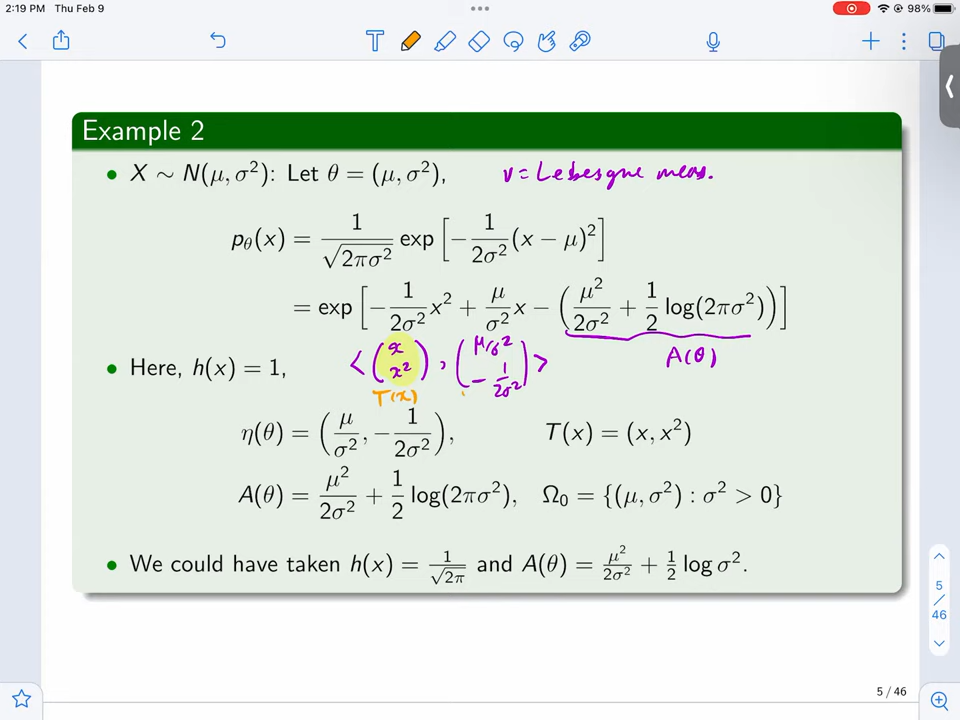 2:19 PM Thu Feb 9
98%
Example 2
• X ∼ N(μ, σ²): Let θ = (μ, σ²), ν = Lebesgue meas.
p_θ(x) = 1/√(2πσ²) exp[−1/(2σ²) (x − μ)²]
= exp[−1/(2σ²) x² + μ/σ² x − (μ²/(2σ²) + 1/2 log(2πσ²))]
A(θ)
• Here, h(x) = 1, <(x x²), (μ/σ² −1/2σ²)>
T(x)
η(θ) = (μ/σ², −1/(2σ²)), T(x) = (x, x²)
A(θ) = μ²/(2σ²) + 1/2 log(2πσ²), Ω₀ = {(μ, σ²) : σ² > 0}
• We could have taken h(x) = 1/√(2π) and A(θ) = μ²/(2σ²) + 1/2 log σ².
5
/
46
5 / 46